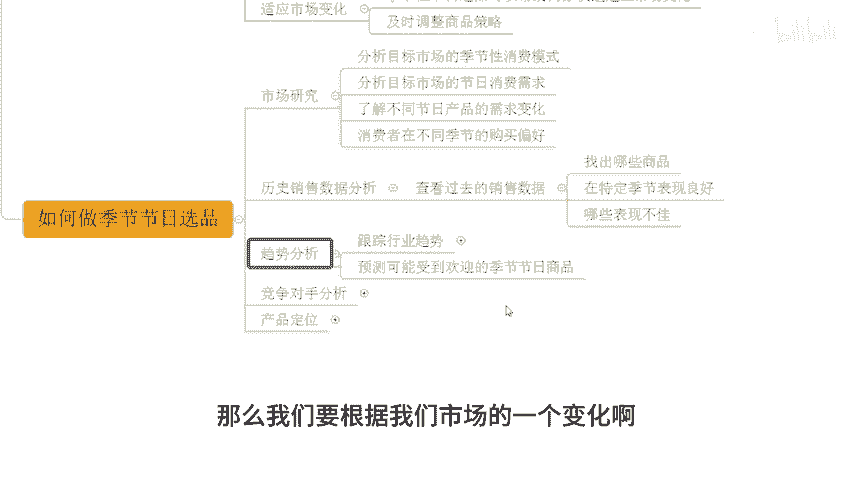 适应市场变化
及时调整商品策略
分析目标市场的季节性消费模式
分析目标市场的节日消费需求
市场研究
了解不同节日产品的需求变化
消费者在不同季节的购买偏好
找出哪些商品
历史销售数据分析
查看过去的销售数据
在特定季节表现良好
哪些表现不佳
如何做季节节日选品
跟踪行业趋势
趋势分析
预测可能受到欢迎的季节节日商品
竞争对手分析
产品定位
那么我们要根据我们市场的一个变化啊